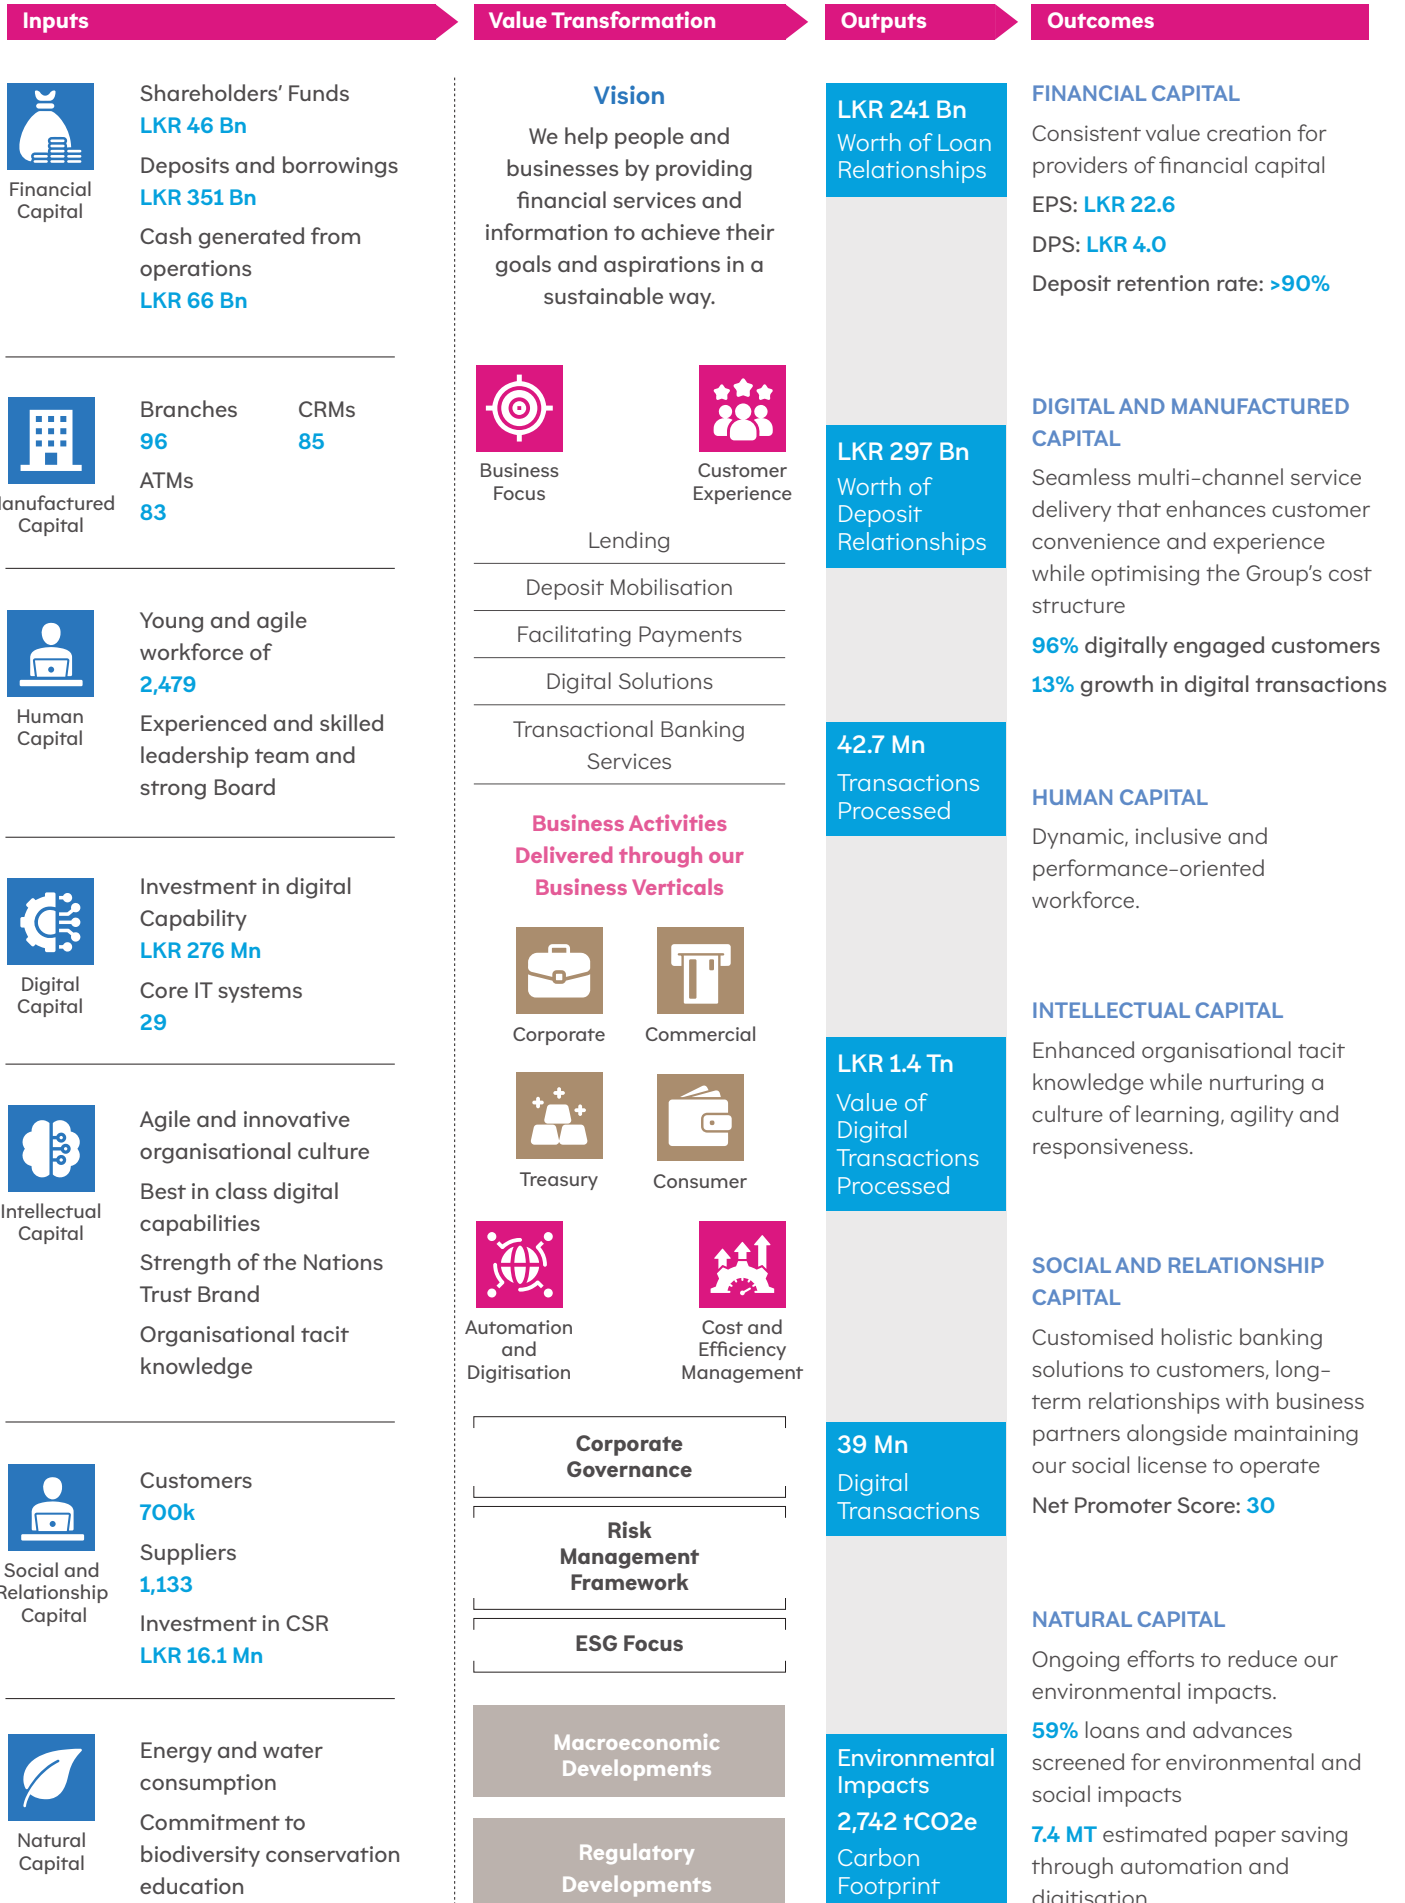 Inputs
Value Transformation
Outputs
Outcomes
Financial
Capital
Shareholders' Funds
LKR 46 Bn
Deposits and borrowings
LKR 351 Bn
Cash generated from
operations
LKR 66 Bn
Manufactured
Capital
Branches CRMs
96 85
ATMs
83
Human
Capital
Young and agile
workforce of
2,479
Experienced and skilled
leadership team and
strong Board
Digital
Capital
Investment in digital
Capability
LKR 276 Mn
Core IT systems
29
Intellectual
Capital
Agile and innovative
organisational culture
Best in class digital
capabilities
Strength of the Nations
Trust Brand
Organisational tacit
knowledge
Social and
Relationship
Capital
Customers
700k
Suppliers
1,133
Investment in CSR
LKR 16.1 Mn
Natural
Capital
Energy and water
consumption
Commitment to
biodiversity conservation
education
Vision
We help people and
businesses by providing
financial services and
information to achieve their
goals and aspirations in a
sustainable way.
Business
Focus
Customer
Experience
Lending
Deposit Mobilisation
Facilitating Payments
Digital Solutions
Transactional Banking
Services
Business Activities
Delivered through our
Business Verticals
Corporate
Commercial
Treasury
Consumer
Automation
and
Digitisation
Cost and
Efficiency
Management
Corporate
Governance
Risk
Management
Framework
ESG Focus
Macroeconomic
Developments
Regulatory
Developments
LKR 241 Bn
Worth of Loan
Relationships
LKR 297 Bn
Worth of
Deposit
Relationships
42.7 Mn
Transactions
Processed
LKR 1.4 Tn
Value of
Digital
Transactions
Processed
39 Mn
Digital
Transactions
Environmental
Impacts
2,742 tCO2e
Carbon
Footprint
FINANCIAL CAPITAL
Consistent value creation for
providers of financial capital
EPS: LKR 22.6
DPS: LKR 4.0
Deposit retention rate: >90%
DIGITAL AND MANUFACTURED
CAPITAL
Seamless multi-channel service
delivery that enhances customer
convenience and experience
while optimising the Group's cost
structure
96% digitally engaged customers
13% growth in digital transactions
HUMAN CAPITAL
Dynamic, inclusive and
performance-oriented
workforce.
INTELLECTUAL CAPITAL
Enhanced organisational tacit
knowledge while nurturing a
culture of learning, agility and
responsiveness.
SOCIAL AND RELATIONSHIP
CAPITAL
Customised holistic banking
solutions to customers, long-
term relationships with business
partners alongside maintaining
our social license to operate
Net Promoter Score: 30
NATURAL CAPITAL
Ongoing efforts to reduce our
environmental impacts.
59% loans and advances
screened for environmental and
social impacts
7.4 MT estimated paper saving
through automation and
digitisation